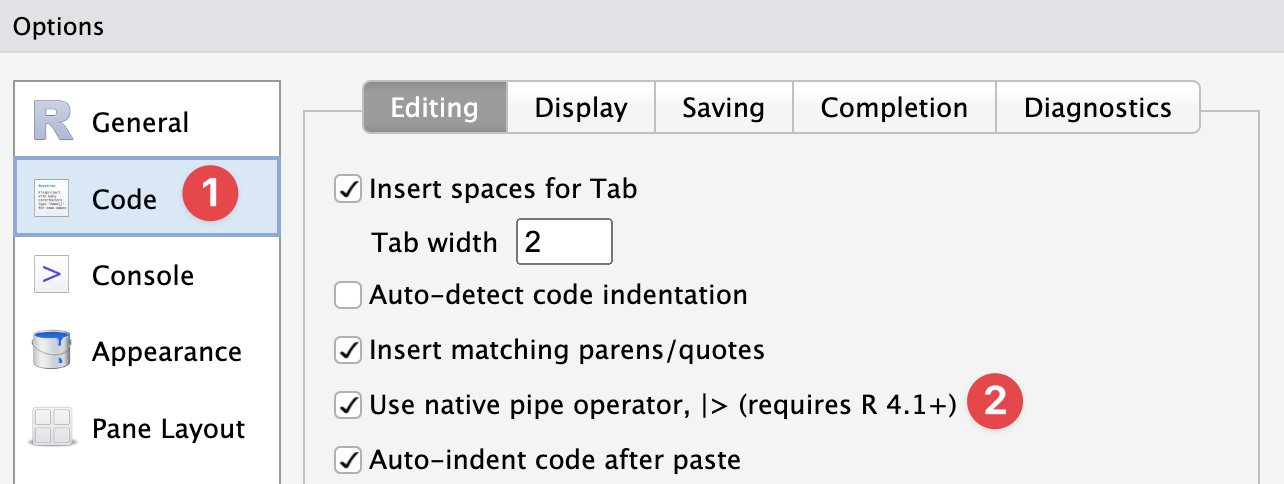 Options
General
Code 1
Console
Appearance
Pane Layout
Editing Display Saving Completion Diagnostics
Insert spaces for Tab
Tab width 2
Auto-detect code indentation
Insert matching parens/quotes
Use native pipe operator, |> (requires R 4.1+) 2
Auto-indent code after paste